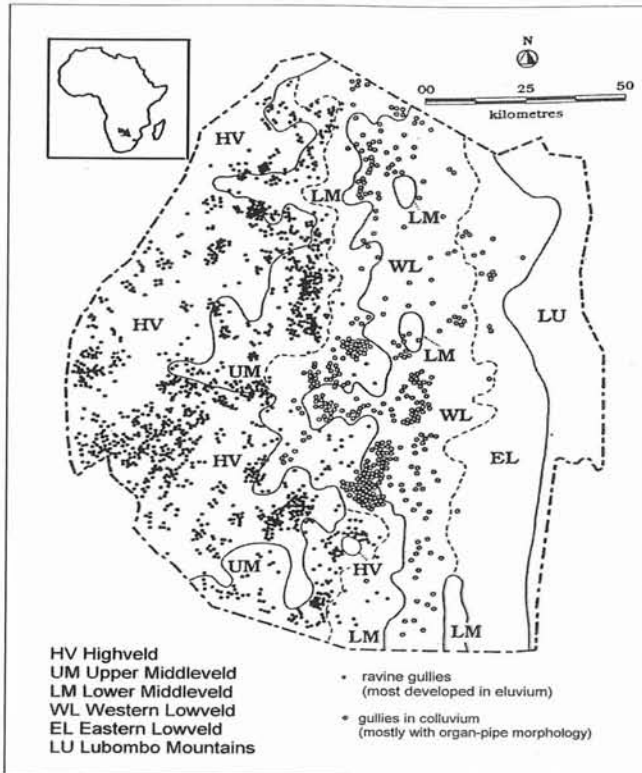 N
00 25 50
kilometres
HV
LM
LM
WL
HV
LU
LM
UM
WL
HV
EL
UM
HV
LM
LM
HV Highveld
UM Upper Middleveld
LM Lower Middleveld
WL Western Lowveld
EL Eastern Lowveld
LU Lubombo Mountains
ravine gullies
(most developed in eluvium)
gullies in colluvium
(mostly with organ-pipe morphology)